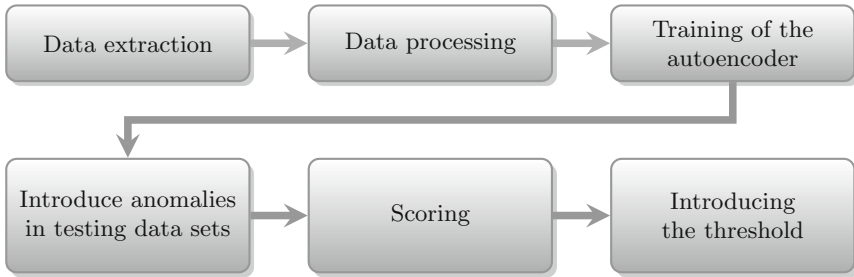 Data extraction
Data processing
Training of the
autoencoder
Introduce anomalies
in testing data sets
Scoring
Introducing
the threshold